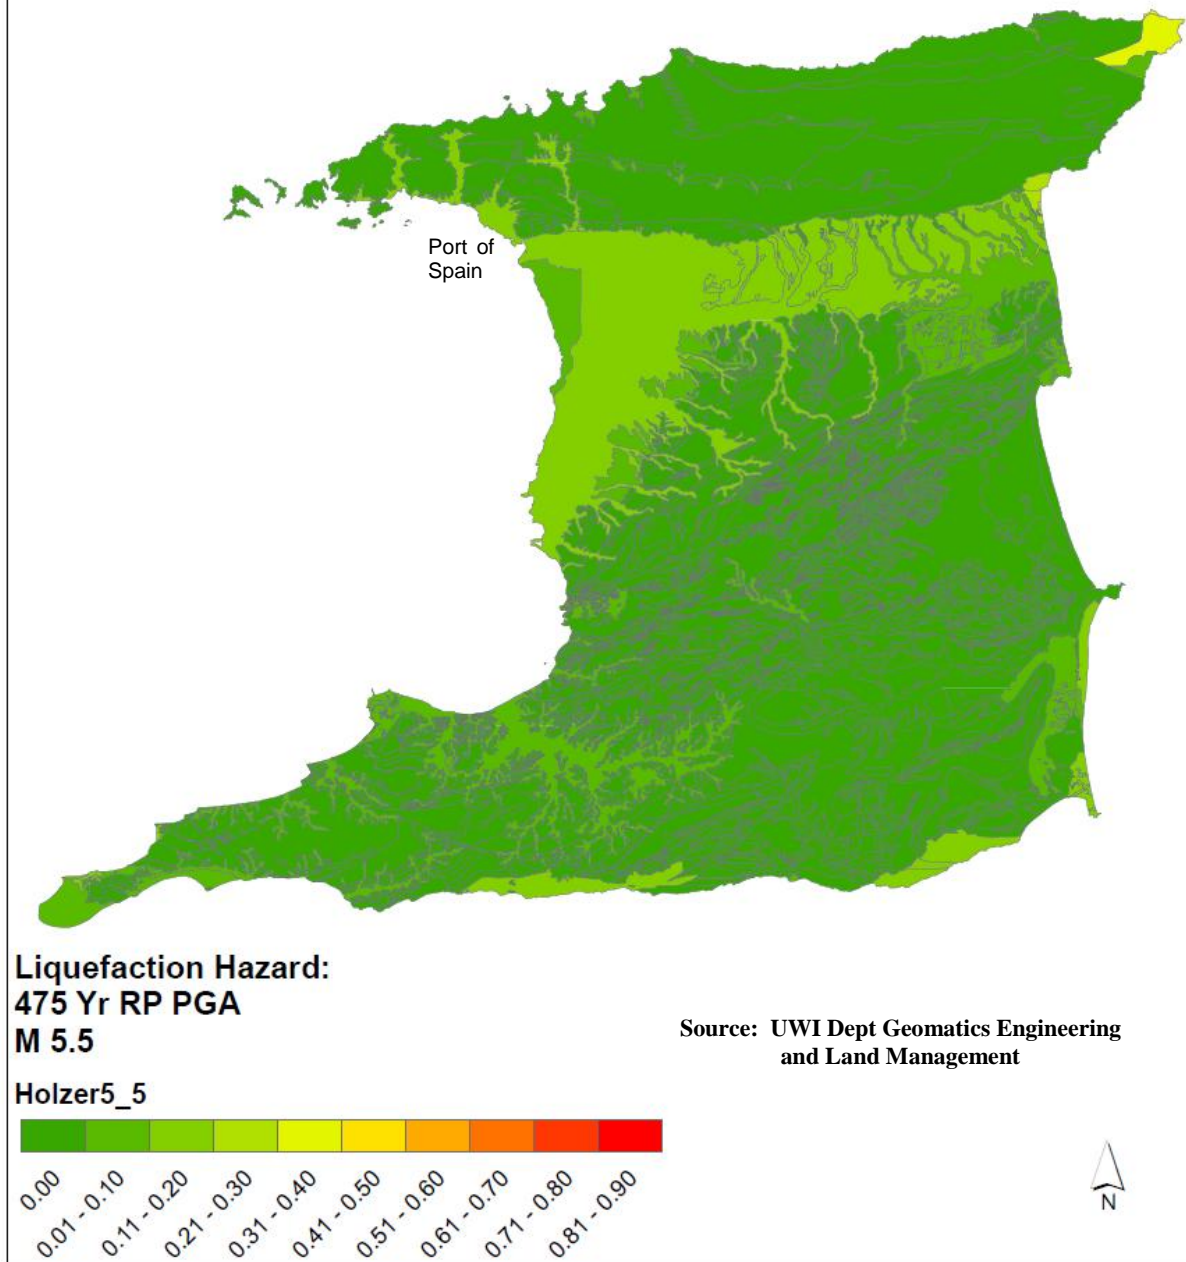 Port of
Spain
Liquefaction Hazard:
475 Yr RP PGA
M 5.5
Source: UWI Dept Geomatics Engineering
and Land Management
Holzer5_5
0.00
0.01 - 0.10
0.11 - 0.20
0.21 - 0.30
0.31 - 0.40
0.41 - 0.50
0.51 - 0.60
0.61 - 0.70
0.71 - 0.80
0.81 - 0.90
N